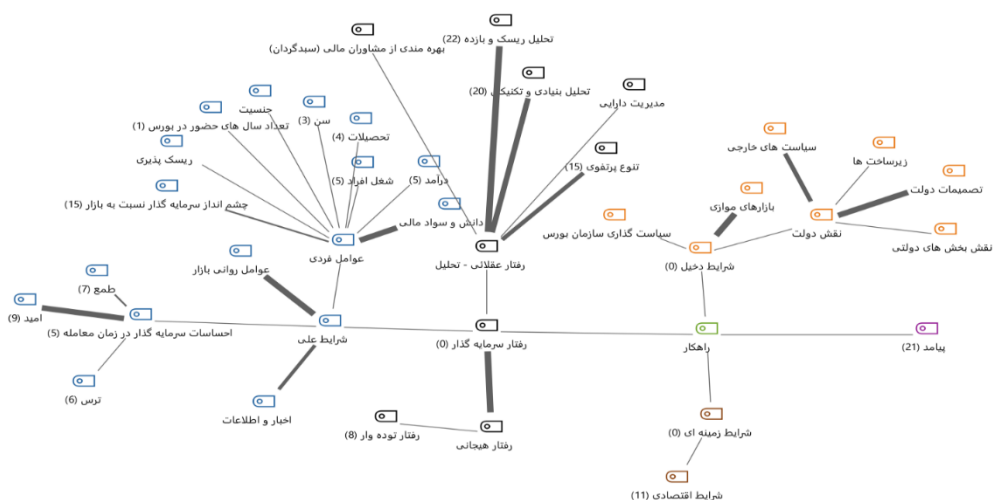 تحلیل ریسک و بازده (22)
بهره مندی از مشاوران مالی (سبدگردان)
تحلیل بنیادی و تکنیکی (20)
مدیریت دارایی
جنسیت
سن (3)
تعداد سال های حضور در بورس (1)
تحصیلات (4)
سیاست های خارجی
زیرساخت ها
ریسک پذیری
تنوع پرتفوی (15)
شغل افراد (5)
درآمد (5)
تصمیمات دولت
بازارهای موازی
چشم انداز سرمایه گذار نسبت به بازار (15)
دانش و سواد مالی
سیاست گذاری سازمان بورس
نقش دولت
نقش بخش های دولتی
عوامل فردی
رفتار عقلائی - تحلیل
شرایط دخیل (0)
عوامل روانی بازار
طمع (7)
امید (9)
احساسات سرمایه گذار در زمان معامله (5)
شرایط علی
رفتار سرمایه گذار (0)
راهکار
پیامد (21)
ترس (6)
اخبار و اطلاعات
رفتار توده وار (8)
رفتار هیجانی
شرایط زمینه ای (0)
شرایط اقتصادی (11)